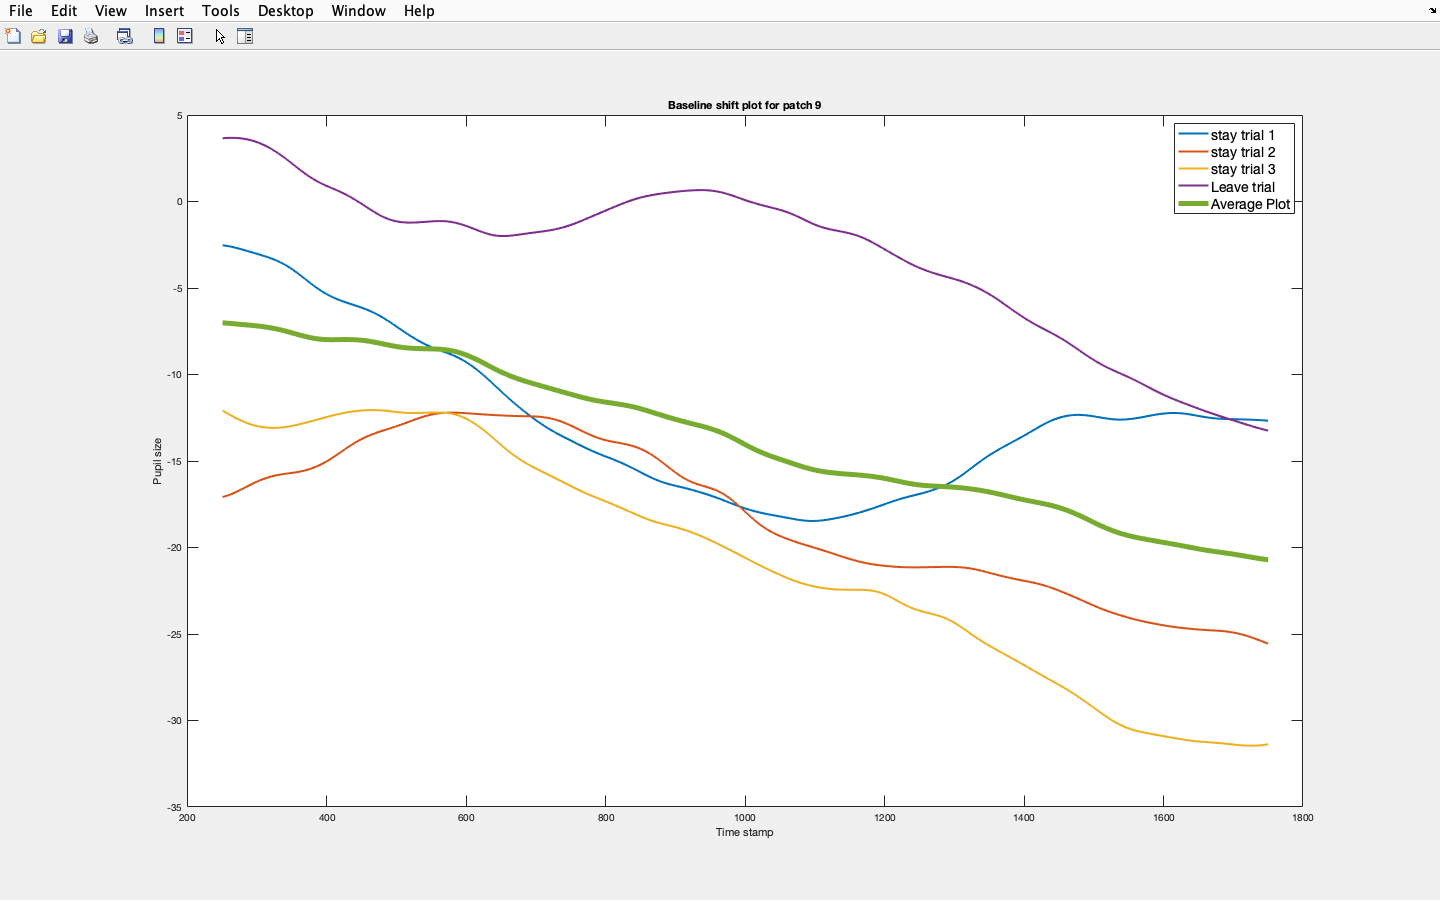 File Edit View Insert Tools Desktop Window Help
Baseline shift plot for patch 9
5
0
-5
-10
-15
-20
-25
-30
-35
Pupil size
200 400 600 800 1000 1200 1400 1600 1800
Time stamp
stay trial 1
stay trial 2
stay trial 3
Leave trial
Average Plot